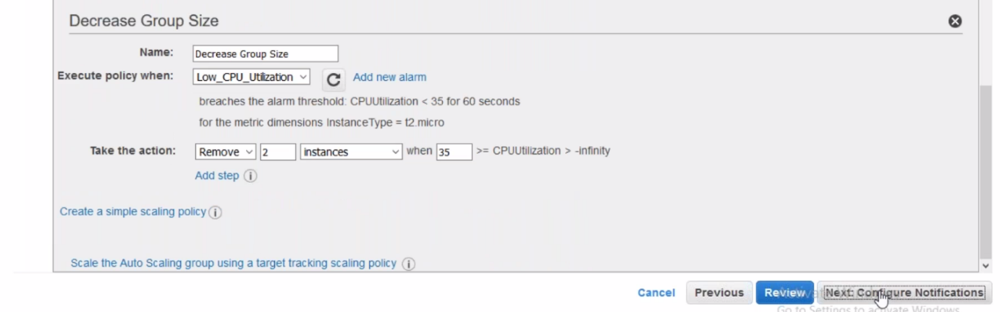 Decrease Group Size
Name: Decrease Group Size
Execute policy when: Low_CPU_Utilization Add new alarm
breaches the alarm threshold: CPUUtilization < 35 for 60 seconds
for the metric dimensions InstanceType = t2.micro
Take the action: Remove 2 instances when 35 >= CPUUtilization > -infinity
Add step i
Create a simple scaling policy i
Scale the Auto Scaling group using a target tracking scaling policy i
Cancel Previous Review Next: Configure Notifications
Go to Settings to activate Windows.